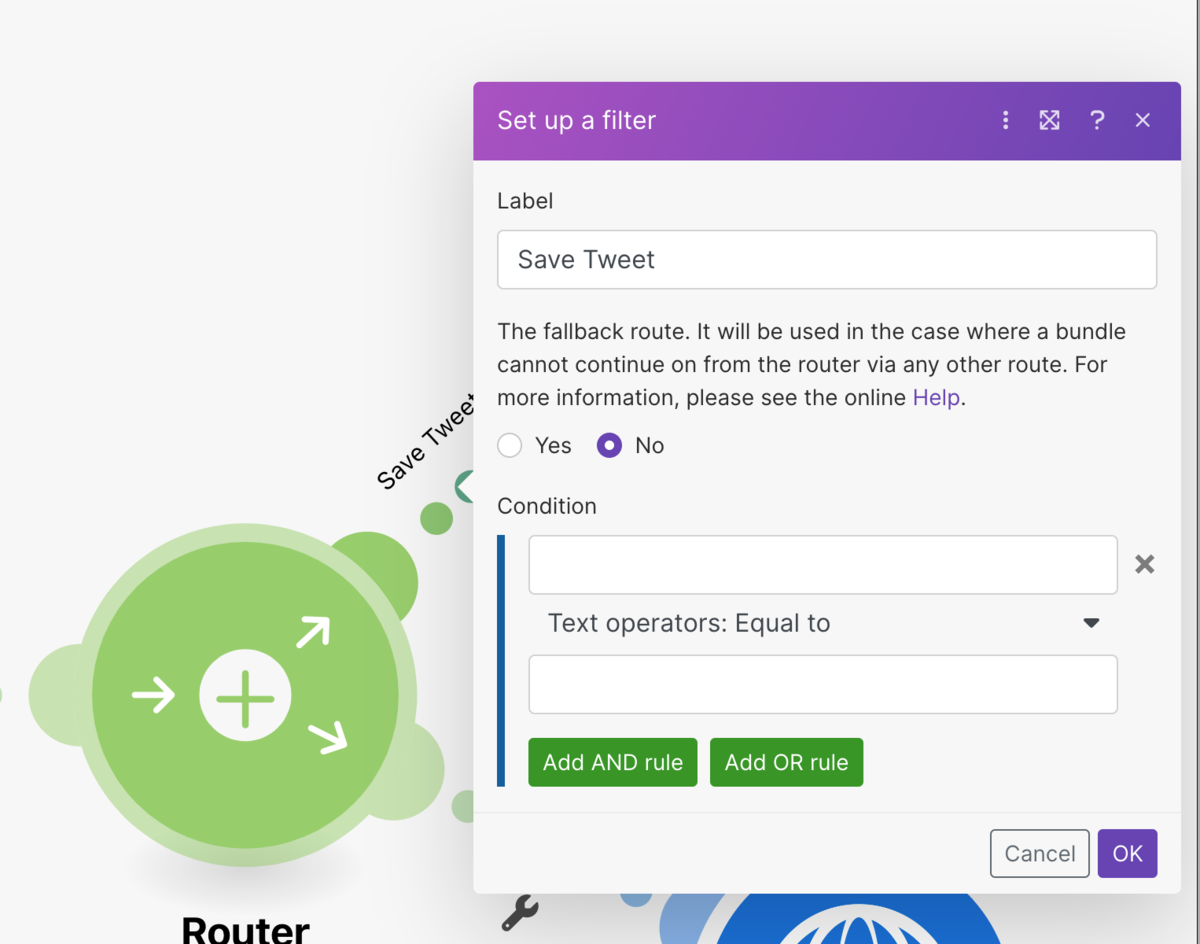 Set up a filter
?
Label
Save Tweet
The fallback route. It will be used in the case where a bundle
cannot continue on from the router via any other route. For
more information, please see the online Help.
Yes No
Condition
Text operators: Equal to
Add AND rule Add OR rule
Cancel OK
Save Tweet
Router